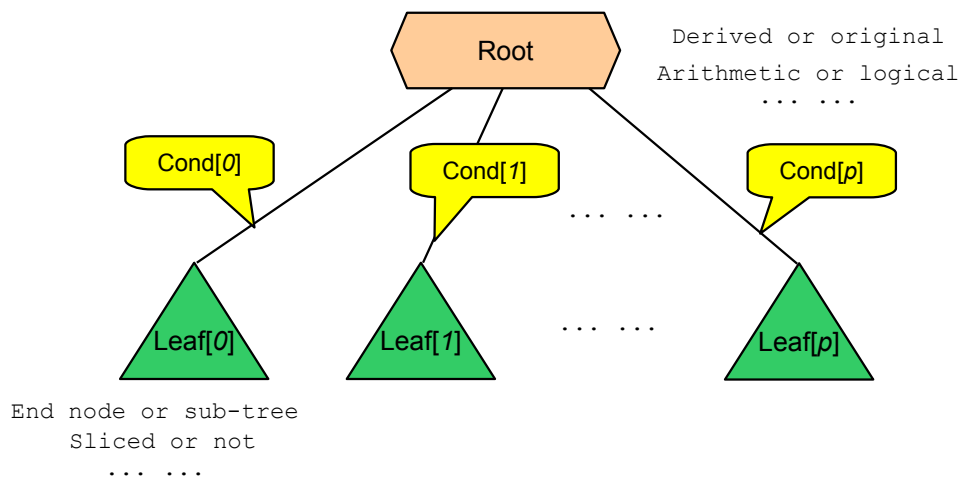 Root
Derived or original
Arithmetic or logical
... ...
Cond[0]
Cond[1]
Cond[p]
... ...
Leaf[0]
Leaf[1]
... ...
Leaf[p]
End node or sub-tree
Sliced or not
... ...